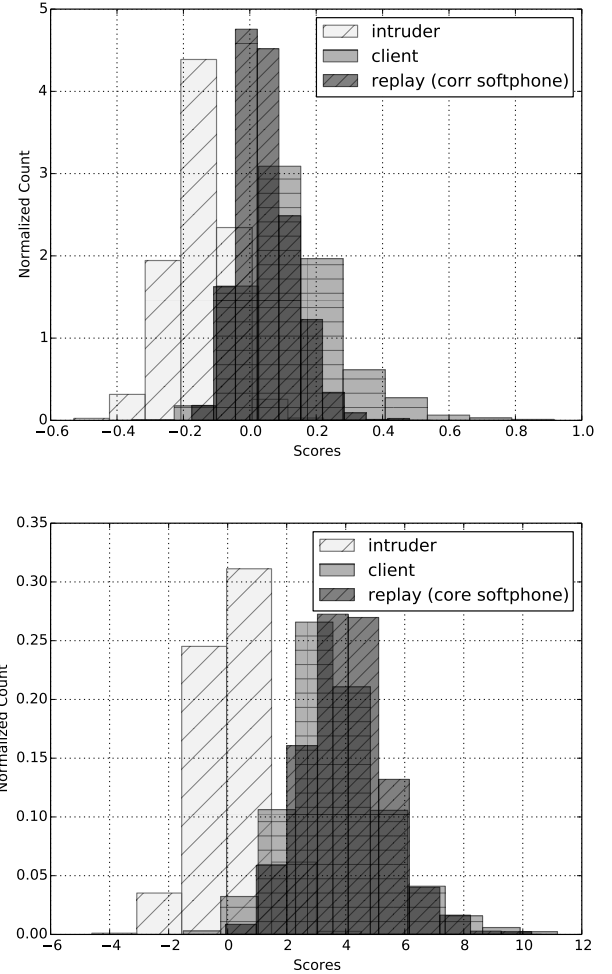 5
4
3
2
1
0
Normalized Count
intruder
client
replay (corr softphone)
−0.6 −0.4 −0.2 0.0 0.2 0.4 0.6 0.8 1.0
Scores
0.35
0.30
0.25
0.20
0.15
0.10
0.05
0.00
Normalized Count
intruder
client
replay (core softphone)
−6 −4 −2 0 2 4 6 8 10 12
Scores